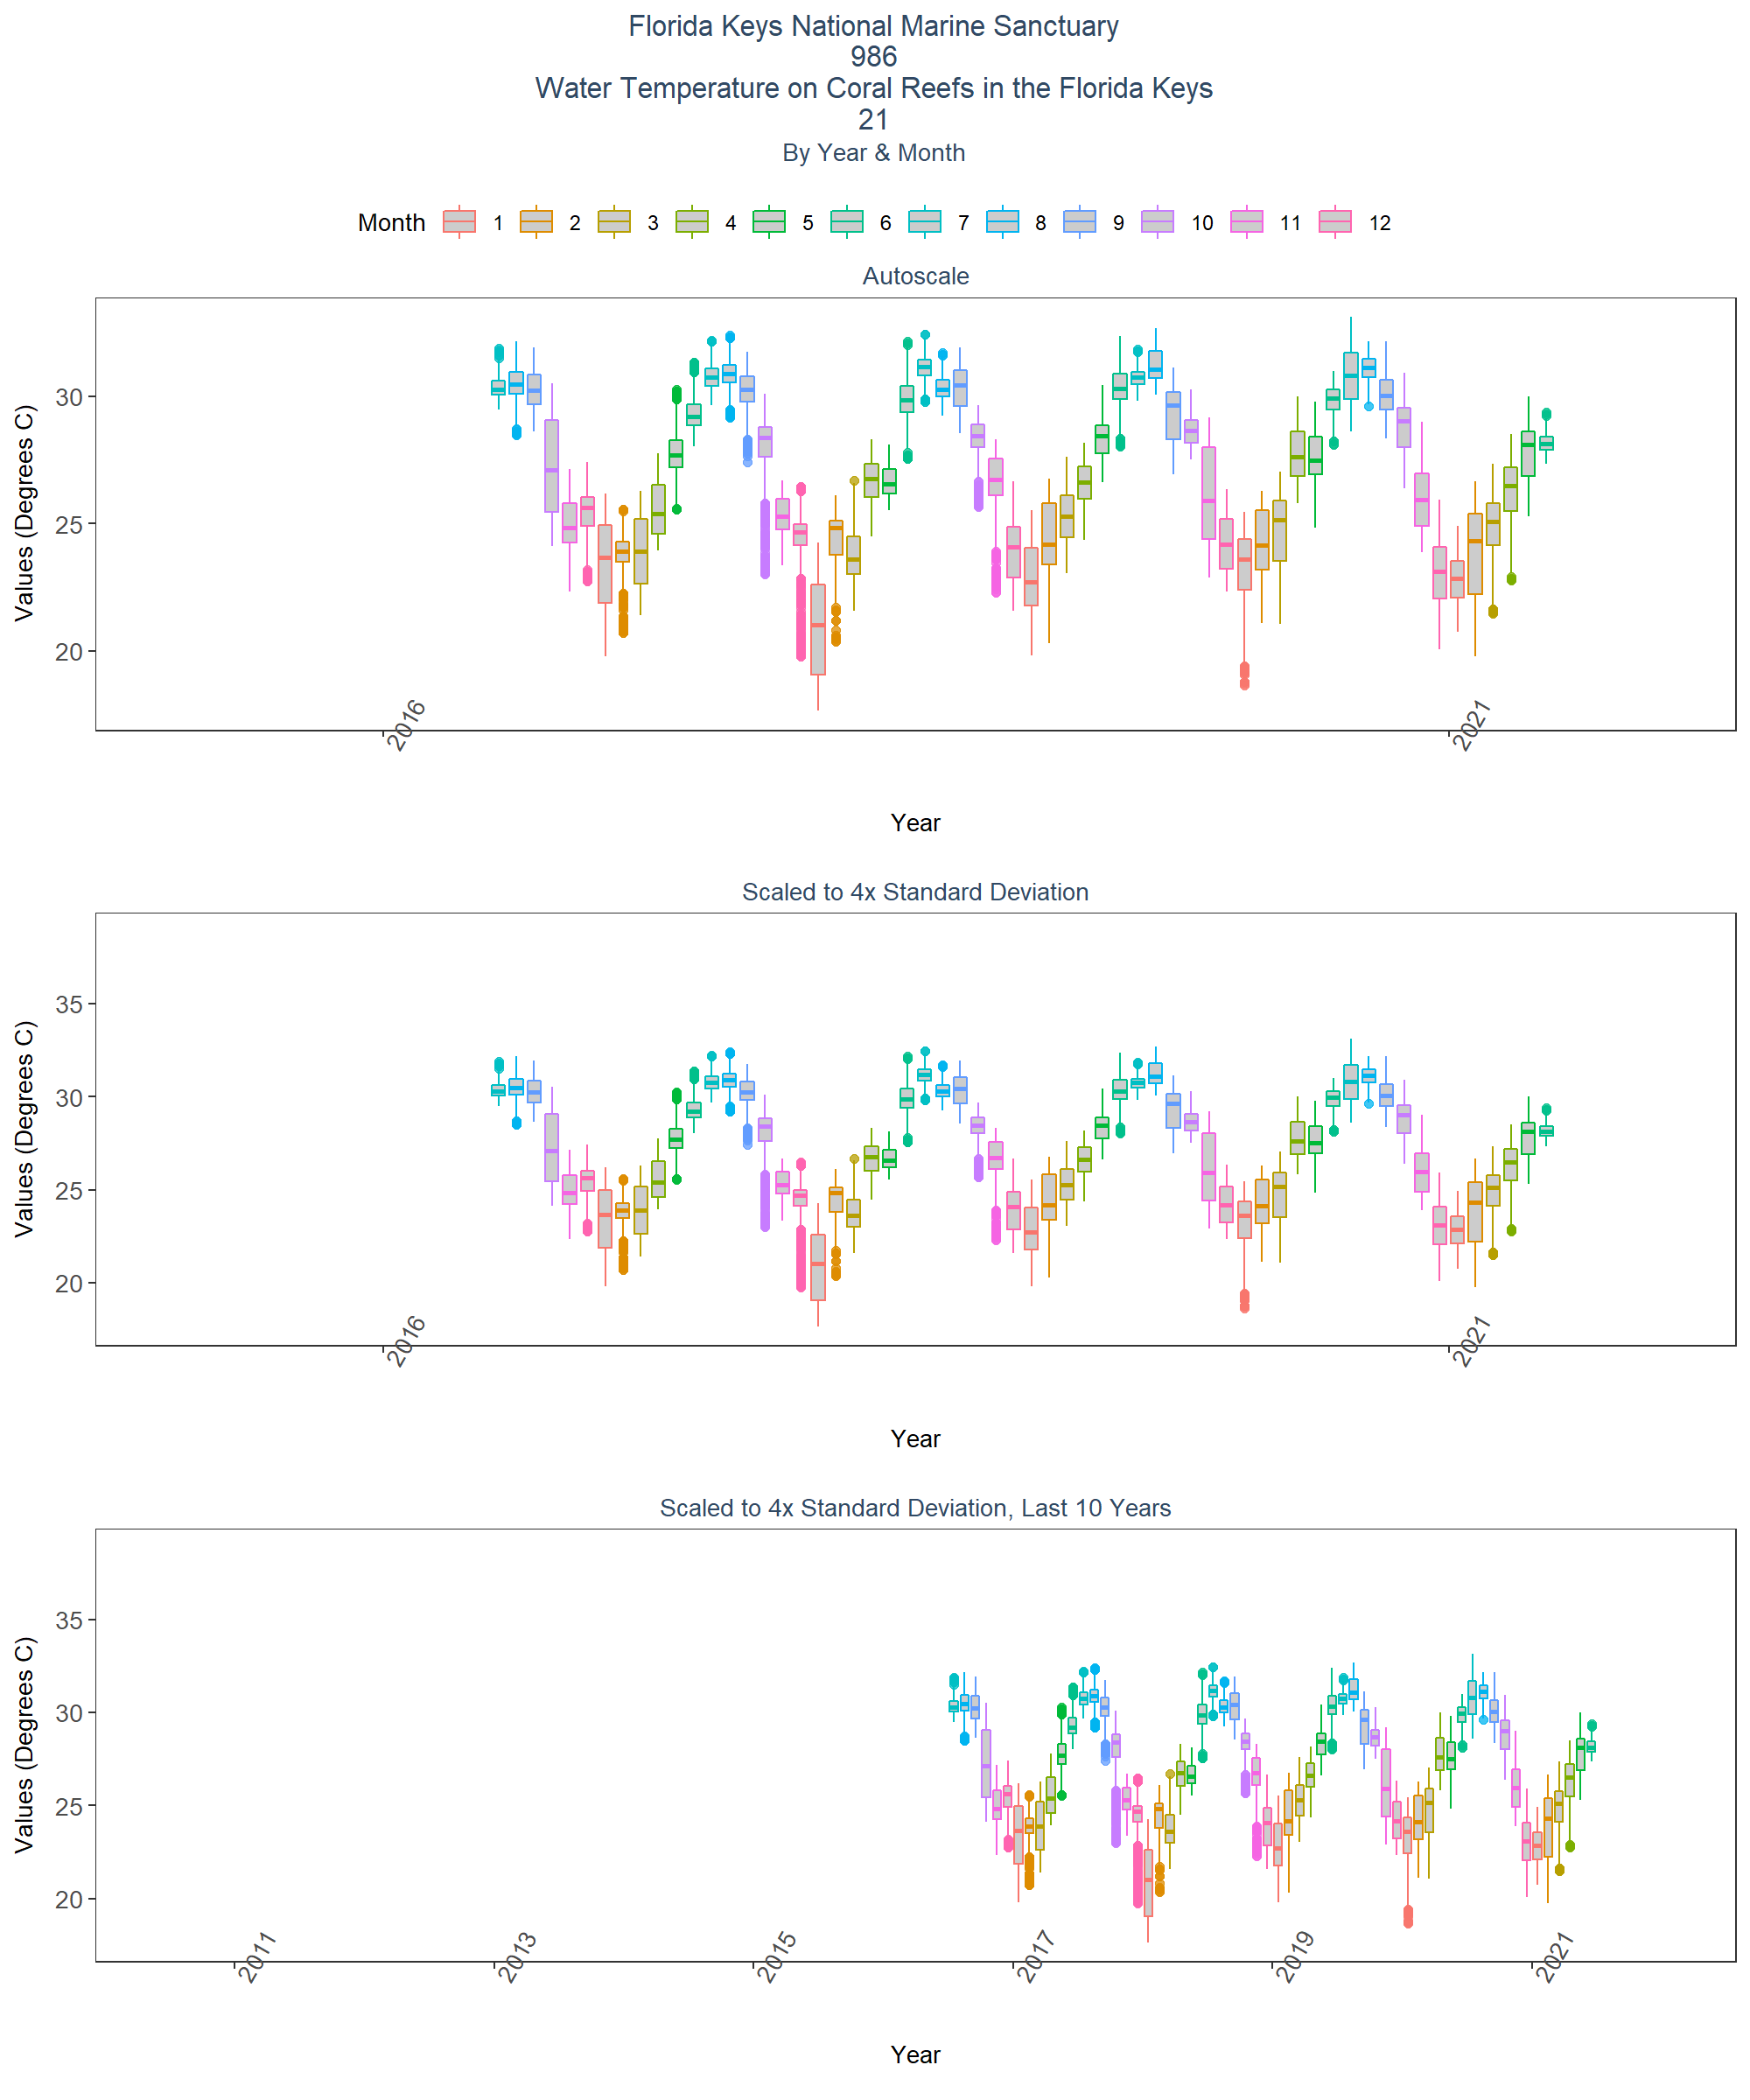 Florida Keys National Marine Sanctuary
986
Water Temperature on Coral Reefs in the Florida Keys
21
By Year & Month
Month 1 2 3 4 5 6 7 8 9 10 11 12
Autoscale
Values (Degrees C)
30
25
20
2016 2021
Year
Scaled to 4x Standard Deviation
Values (Degrees C)
35
30
25
20
2016 2021
Year
Scaled to 4x Standard Deviation, Last 10 Years
Values (Degrees C)
35
30
25
20
2011 2013 2015 2017 2019 2021
Year